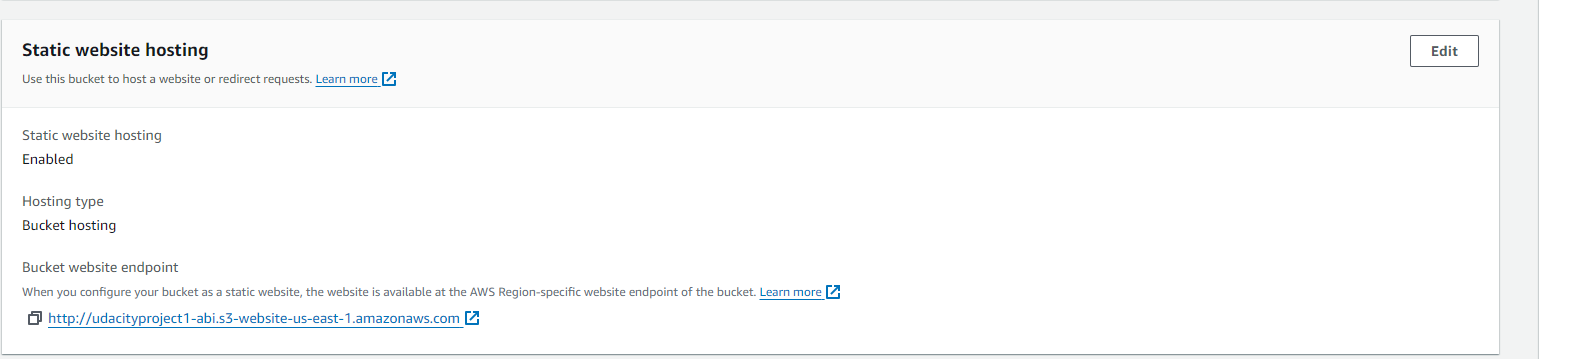 Static website hosting
Edit
Use this bucket to host a website or redirect requests. Learn more
Static website hosting
Enabled
Hosting type
Bucket hosting
Bucket website endpoint
When you configure your bucket as a static website, the website is available at the AWS Region-specific website endpoint of the bucket. Learn more
http://udacityproject1-abi.s3-website-us-east-1.amazonaws.com